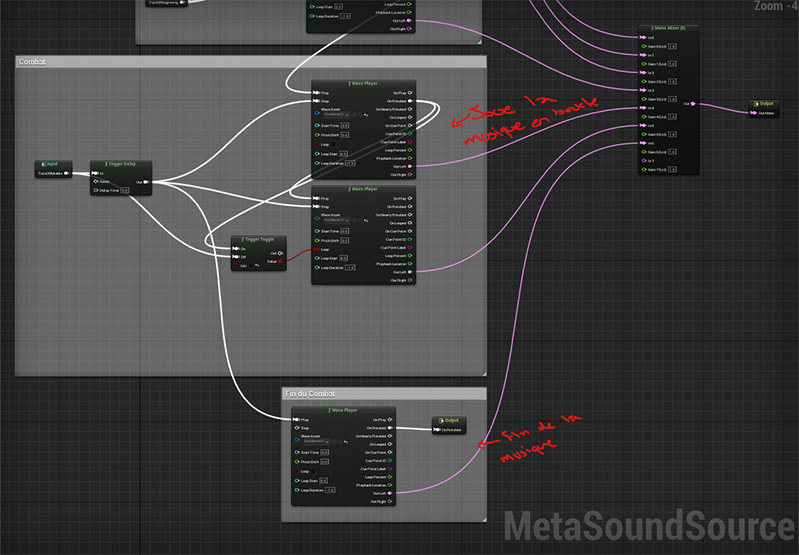 Zoom -4
TurnOfBeginning
Loop Start 0.0
Loop Duration -1.0
Loop Percent
Playback Location
Out Left
Out Right
Combat
Input
TurnOfMiddle
Trigger Delay
In
Reset
Delay Time
Out
Wave Player
Play
Stop
Wave Asset
Start Time 0.0
Pitch Shift 0.0
Loop
Loop Start 0.0
Loop Duration -1.0
On Play
On Finished
On Nearly Finished
On Looped
On Cue Point
Cue Point ID
Cue Point Label
Loop Percent
Playback Location
Out Left
Out Right
Joue la
musique en boucle
Wave Player
Play
Stop
Wave Asset
Start Time 0.0
Pitch Shift 0.0
Loop
Loop Start 0.0
Loop Duration -1.0
On Play
On Finished
On Nearly Finished
On Looped
On Cue Point
Cue Point ID
Cue Point Label
Loop Percent
Playback Location
Out Left
Out Right
Trigger Toggle
On
Off
Init
Out
Value
Mono Mixer (8)
In 0
Gain 0 (Lin) 1.0
In 1
Gain 1 (Lin) 1.0
In 2
Gain 2 (Lin) 1.0
In 3
Gain 3 (Lin) 1.0
In 4
Gain 4 (Lin) 1.0
In 5
Gain 5 (Lin) 1.0
In 6
Gain 6 (Lin) 1.0
In 7
Gain 7 (Lin) 1.0
Out
Output
Out Mono
Fin du Combat
Wave Player
Play
Stop
Wave Asset
Start Time 0.0
Pitch Shift 0.0
Loop
Loop Start 0.0
Loop Duration -1.0
On Play
On Finished
On Nearly Finished
On Looped
On Cue Point
Cue Point ID
Cue Point Label
Loop Percent
Playback Location
Out Left
Out Right
Output
On Finished
Fin de la
musique
MetaSoundSource